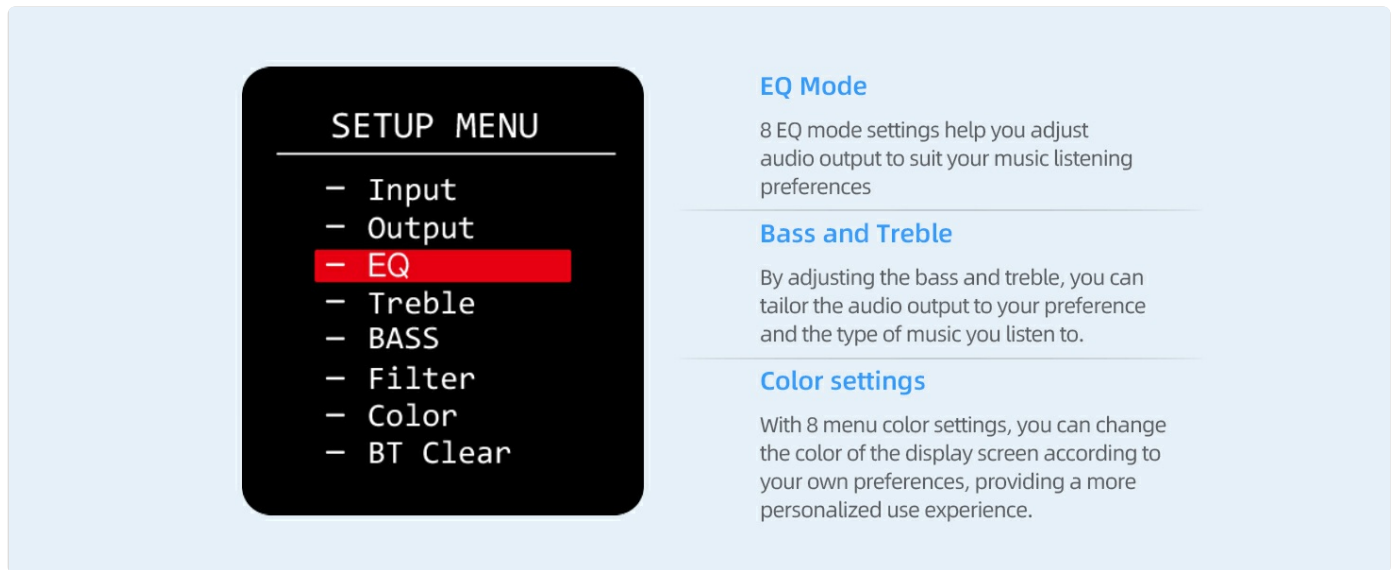 SETUP MENU
– Input
– Output
– EQ
– Treble
– BASS
– Filter
– Color
– BT Clear
EQ Mode
8 EQ mode settings help you adjust
audio output to suit your music listening
preferences
Bass and Treble
By adjusting the bass and treble, you can
tailor the audio output to your preference
and the type of music you listen to.
Color settings
With 8 menu color settings, you can change
the color of the display screen according to
your own preferences, providing a more
personalized use experience.